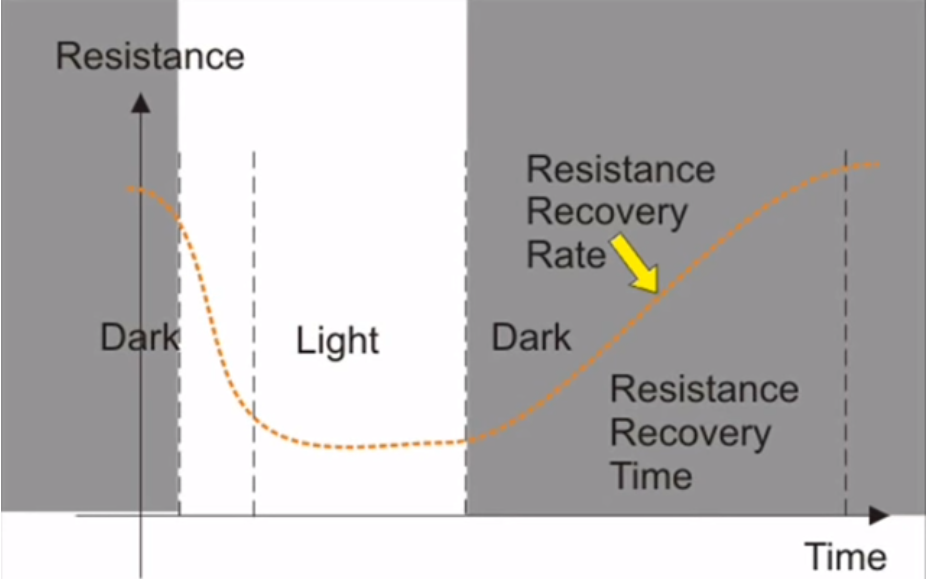 Resistance
Resistance
Recovery
Rate
Dark
Light
Dark
Resistance
Recovery
Time
Time